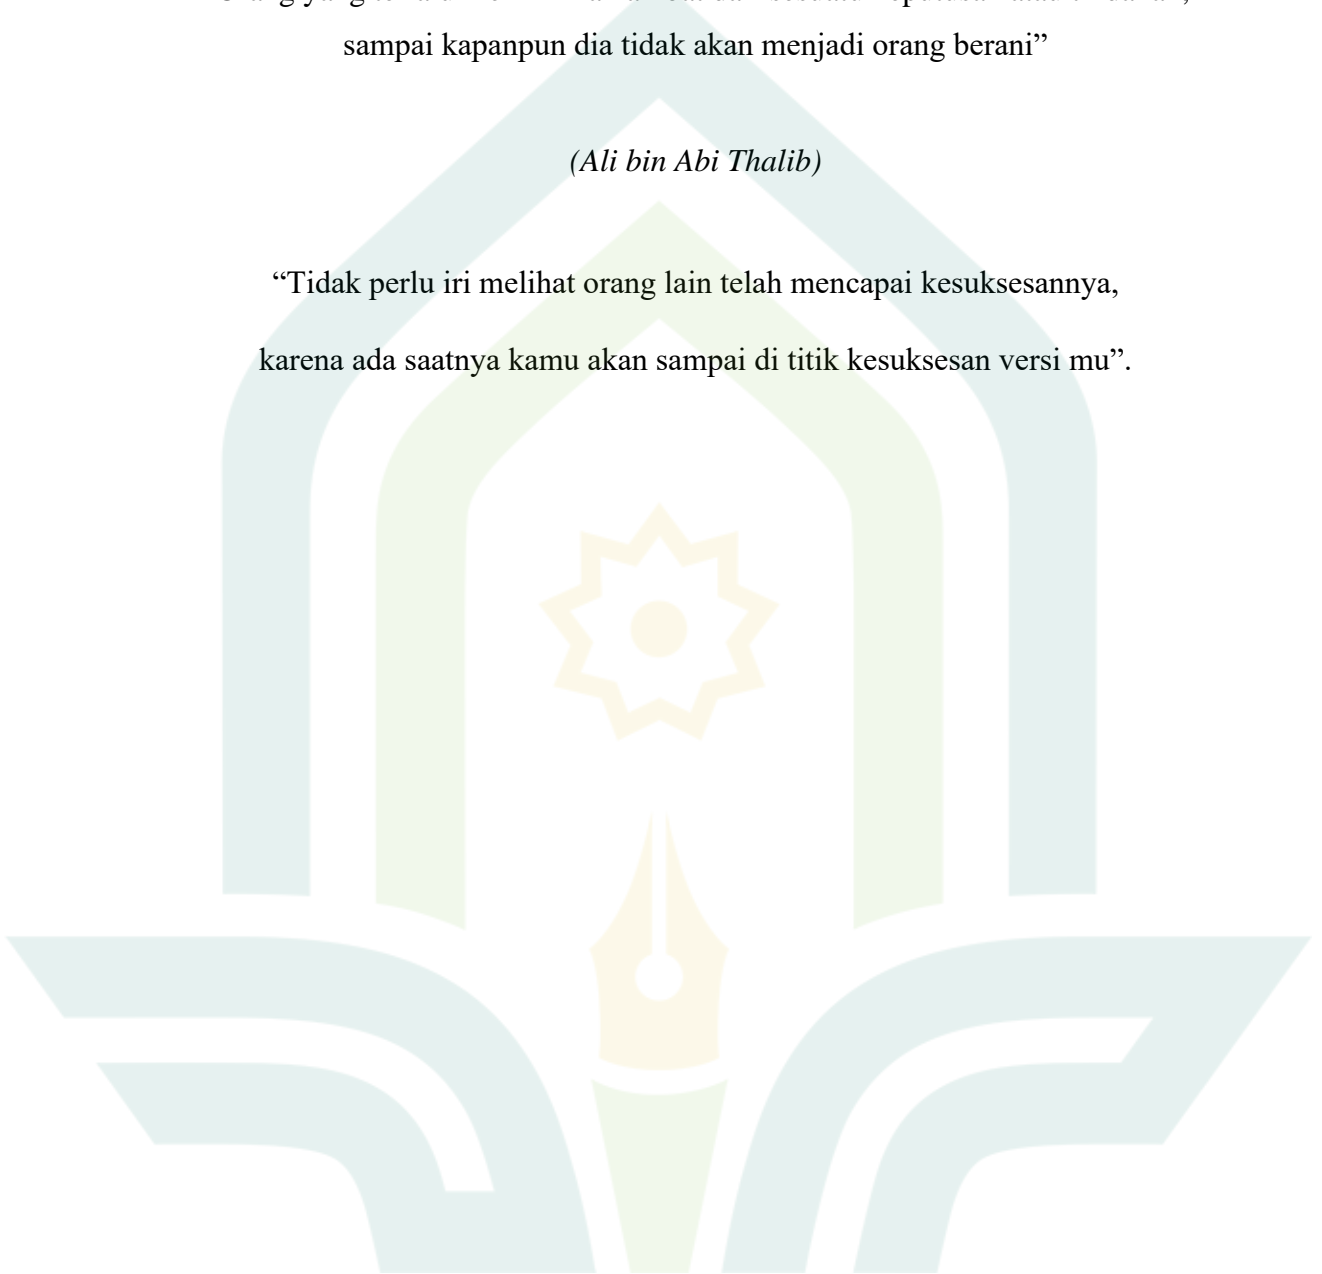 sampai kapanpun dia tidak akan menjadi orang berani”
(Ali bin Abi Thalib)
“Tidak perlu iri melihat orang lain telah mencapai kesuksesannya,
karena ada saatnya kamu akan sampai di titik kesuksesan versi mu”.